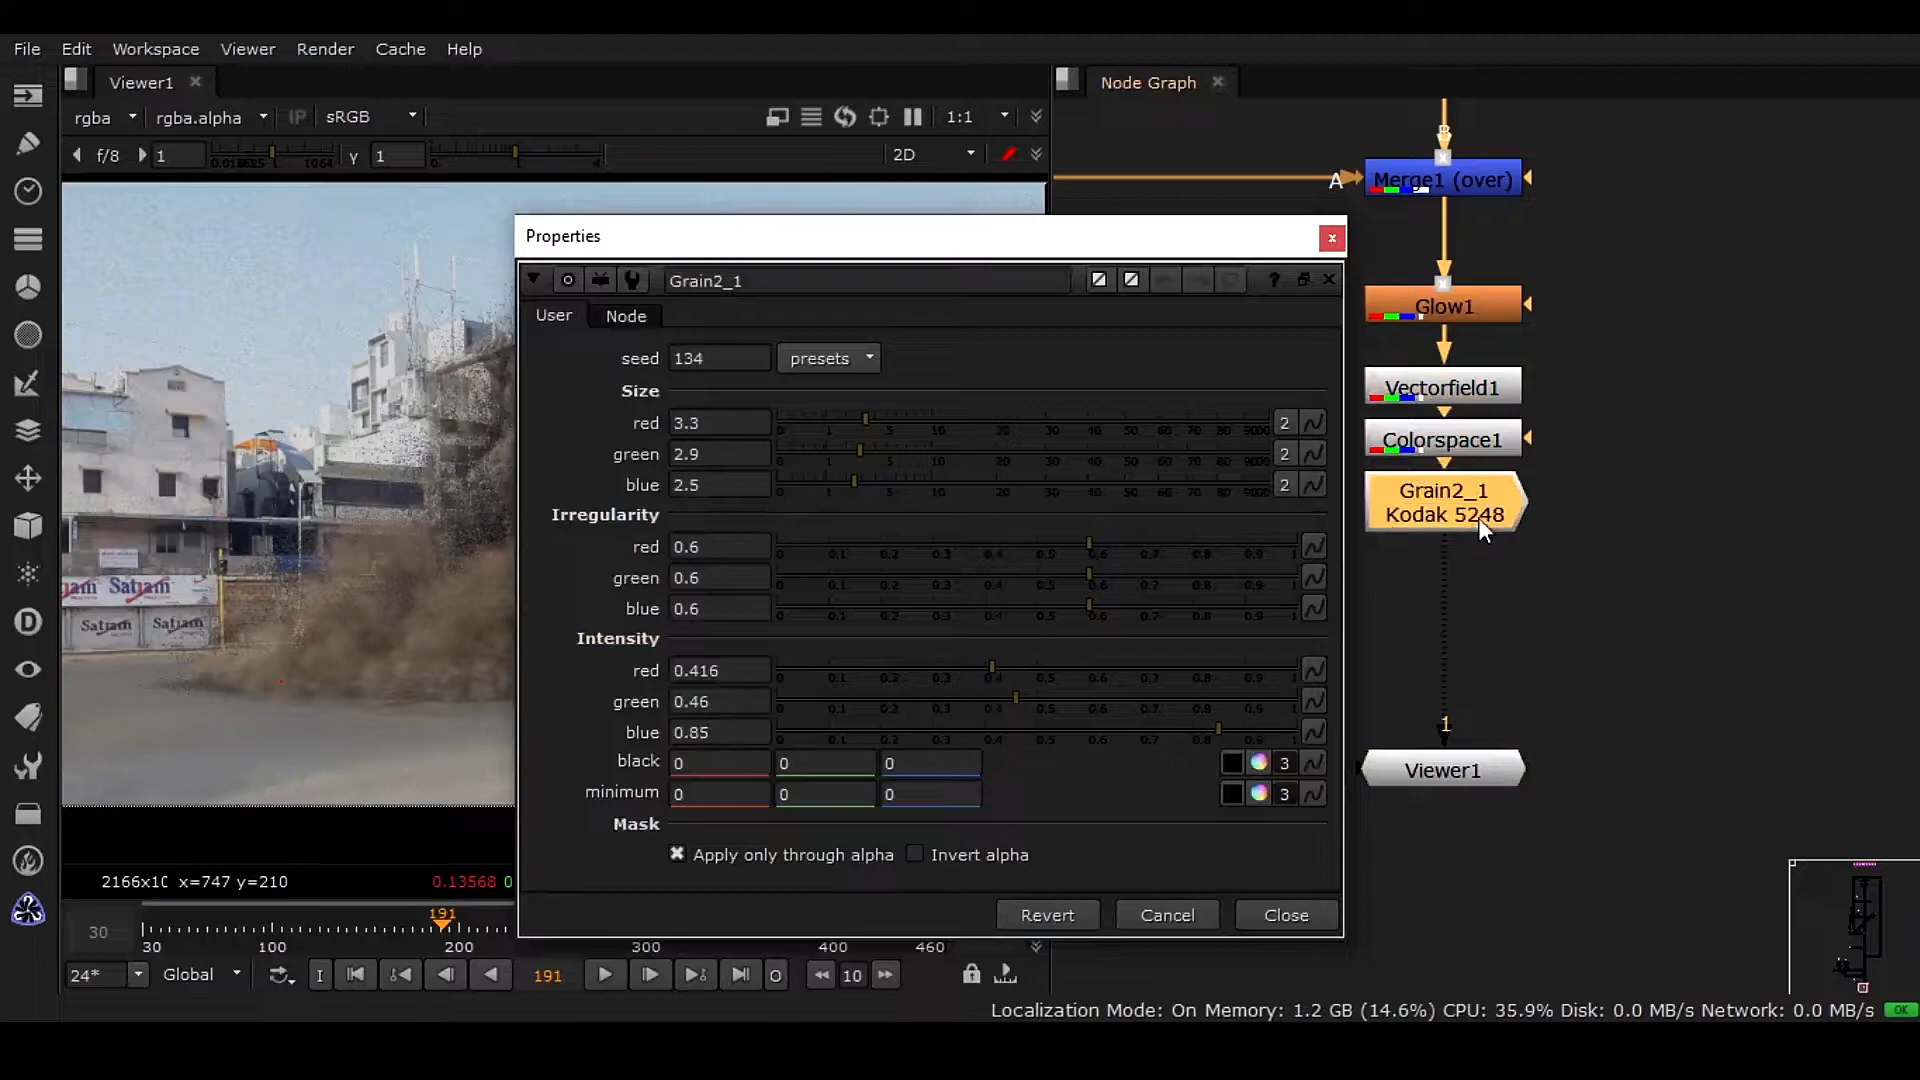 File Edit Workspace Viewer Render Cache Help
Viewer1
Node Graph
rgba rgba.alpha IP sRGB 1:1
f/8 1 γ 1 2D
B
A Merge1 (over)
Properties
Grain2_1
User Node
Glow1
seed 134 presets
Vectorfield1
Size
red 3.3 2
green 2.9 2
blue 2.5 2
Colorspace1
Grain2_1
Kodak 5248
Irregularity
red 0.6
green 0.6
blue 0.6
Satiam
Satiam Satiam
Intensity
red 0.416
green 0.46
blue 0.85
black 0 0 0 3
minimum 0 0 0 3
1
Viewer1
Mask
Apply only through alpha Invert alpha
Revert Cancel Close
2166x10 x=747 y=210 0.13568 0
191
30
30 100 200 300 400 460
24* Global I 191 O 10
Localization Mode: On Memory: 1.2 GB (14.6%) CPU: 35.9% Disk: 0.0 MB/s Network: 0.0 MB/s OK